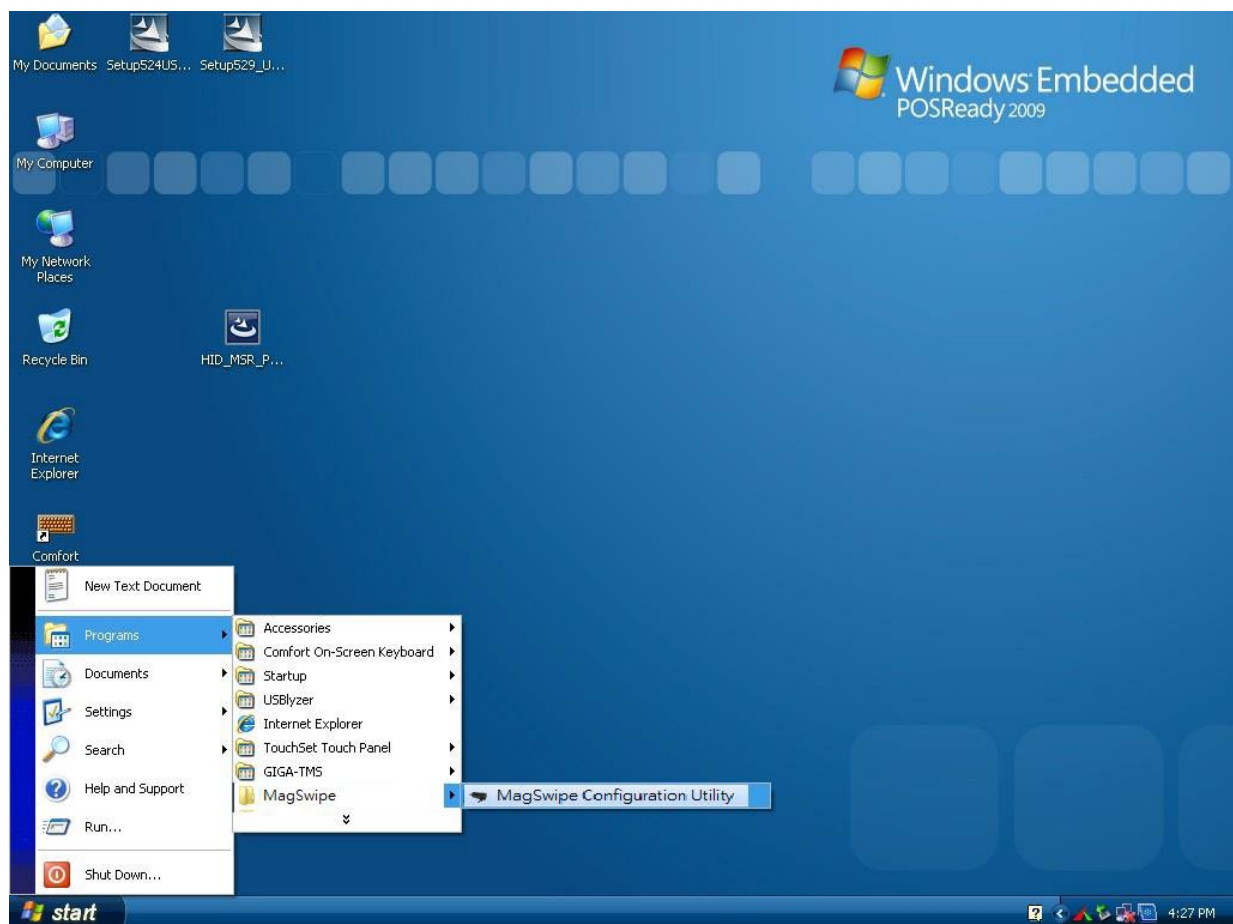 My Documents
Setup524US...
Setup529_U...
Windows Embedded
POSReady 2009
My Computer
My Network
Places
Recycle Bin
HID_MSR_P...
Internet
Explorer
Comfort
New Text Document
Programs
Documents
Settings
Search
Help and Support
Run...
Shut Down...
Accessories
Comfort On-Screen Keyboard
Startup
USBlyzer
Internet Explorer
TouchSet Touch Panel
GIGA-TMS
MagSwipe
MagSwipe Configuration Utility
start
4:27 PM